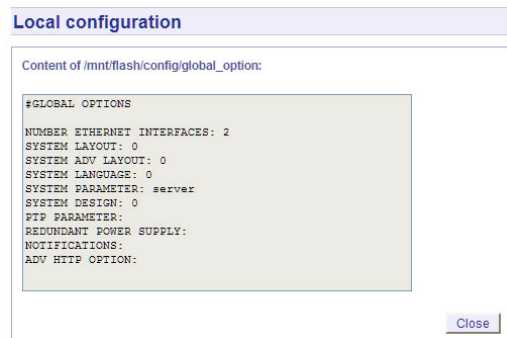 Local configuration
Content of /mnt/flash/config/global_option:
#GLOBAL OPTIONS
NUMBER ETHERNET INTERFACES: 2
SYSTEM LAYOUT: 0
SYSTEM ADV LAYOUT: 0
SYSTEM LANGUAGE: 0
SYSTEM PARAMETER: server
SYSTEM DESIGN: 0
PTP PARAMETER:
REDUNDANT POWER SUPPLY:
NOTIFICATIONS:
ADV HTTP OPTION:
Close